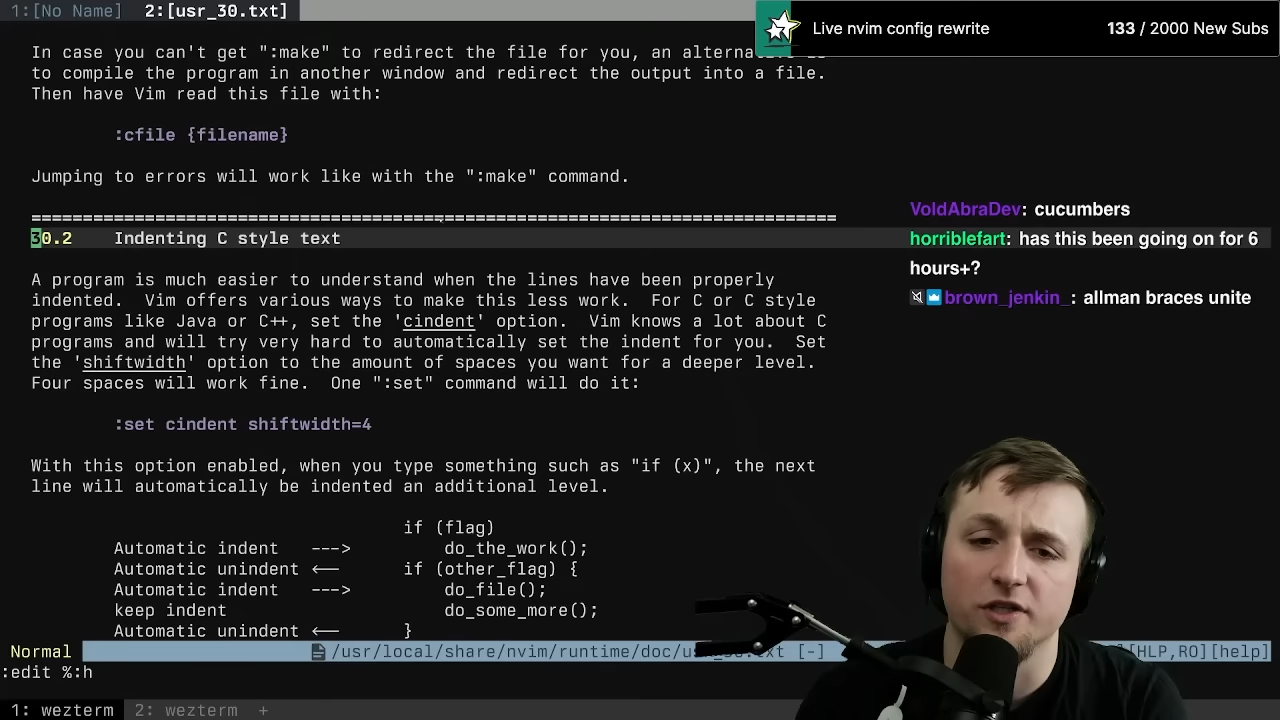 1:[No Name]  2:[usr_30.txt]
Live nvim config rewrite 133 / 2000 New Subs
In case you can't get ":make" to redirect the file for you, an
to compile the program in another window and redirect the output into a file.
Then have Vim read this file with:
:cfile {filename}
Jumping to errors will work like with the ":make" command.
================================================================================
30.2    Indenting C style text
A program is much easier to understand when the lines have been properly
indented.  Vim offers various ways to make this less work.  For C or C style
programs like Java or C++, set the 'cindent' option.  Vim knows a lot about C
programs and will try very hard to automatically set the indent for you.  Set
the 'shiftwidth' option to the amount of spaces you want for a deeper level.
Four spaces will work fine.  One ":set" command will do it:
:set cindent shiftwidth=4
With this option enabled, when you type something such as "if (x)", the next
line will automatically be indented an additional level.
if (flag)
Automatic indent   --->   do_the_work();
Automatic unindent <--   if (other_flag) {
Automatic indent   --->   do_file();
keep indent   do_some_more();
Automatic unindent <--   }
VoldAbraDev: cucumbers
horriblefart: has this been going on for 6
hours+?
brown_jenkin_: allman braces unite
Normal /usr/local/share/nvim/runtime/doc/usr_30.txt [-] [HLP,RO][help]
:edit %:h
1: wezterm  2: wezterm  +